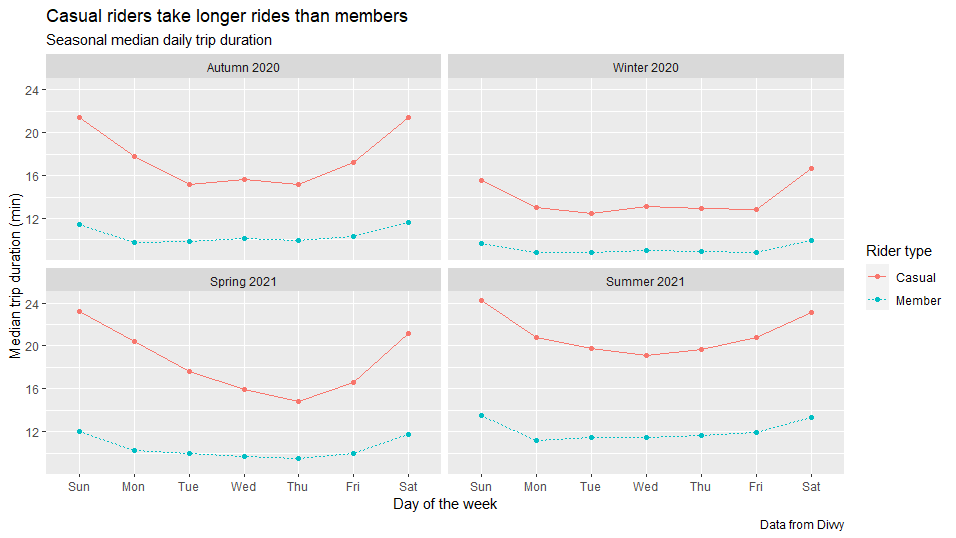 Casual riders take longer rides than members
Seasonal median daily trip duration
Autumn 2020
Winter 2020
24
20
16
12
Spring 2021
Summer 2021
24
20
16
12
Median trip duration (min)
Sun Mon Tue Wed Thu Fri Sat
Sun Mon Tue Wed Thu Fri Sat
Day of the week
Rider type
Casual
Member
Data from Divvy